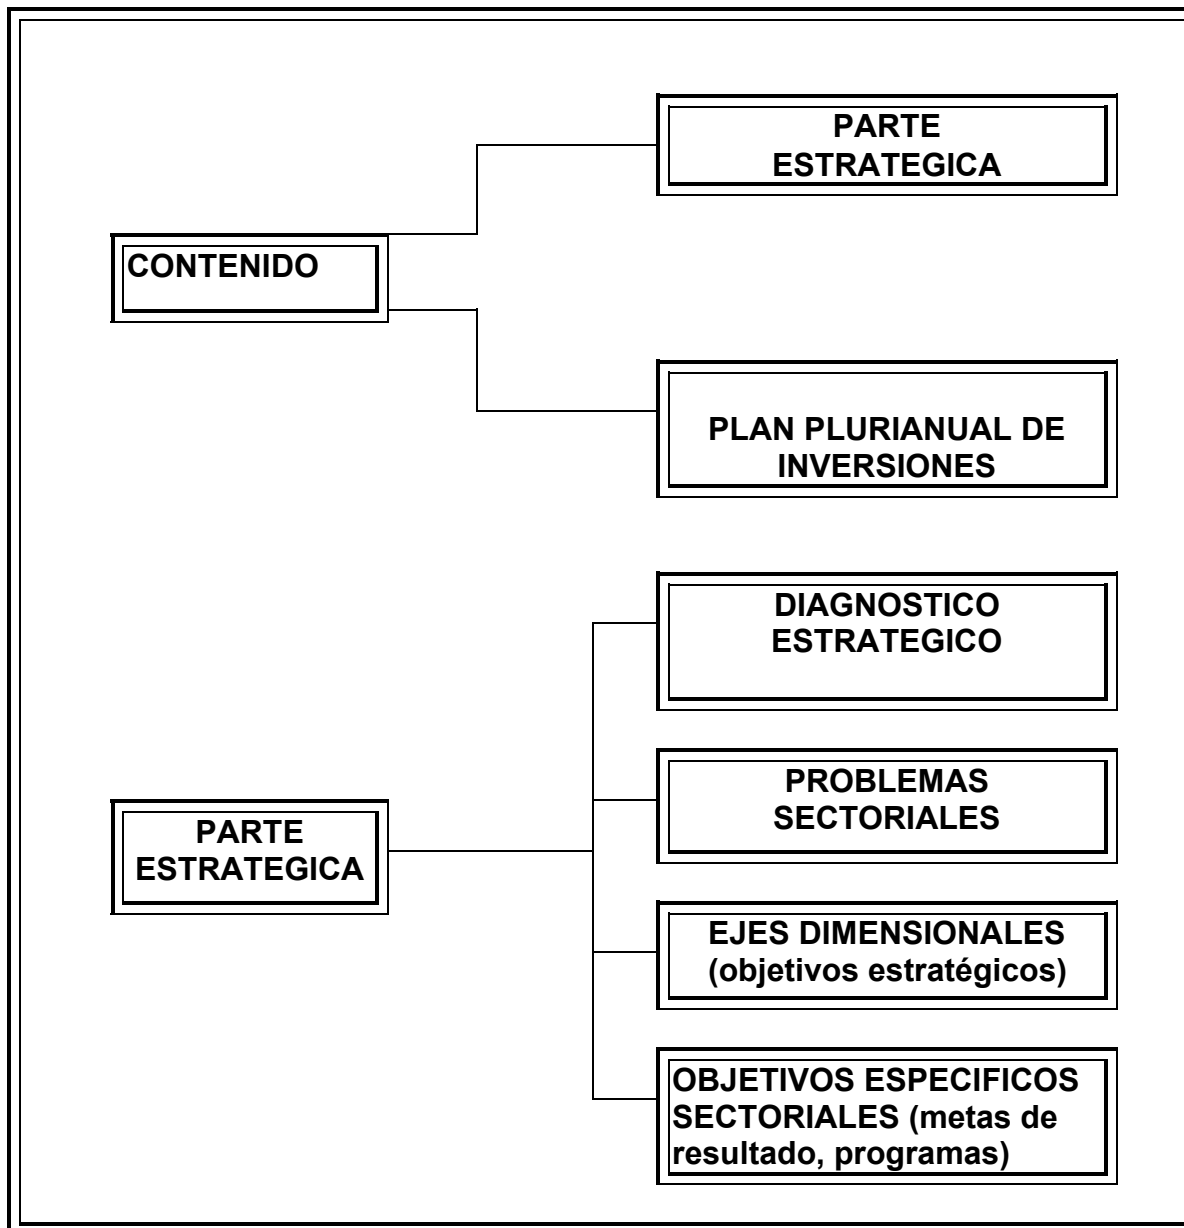 PARTE
ESTRATEGICA
CONTENIDO
PLAN PLURIANUAL DE
INVERSIONES
DIAGNOSTICO
ESTRATEGICO
PROBLEMAS
SECTORIALES
PARTE
ESTRATEGICA
EJES DIMENSIONALES
(objetivos estratégicos)
OBJETIVOS ESPECIFICOS
SECTORIALES (metas de
resultado, programas)